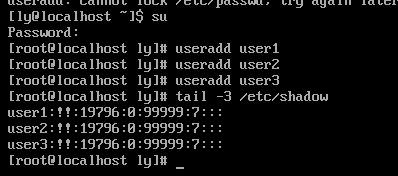 useradd: cannot lock /etc/passwd; try again later
[ly@localhost ~]$ su
Password:
[root@localhost ly]# useradd user1
[root@localhost ly]# useradd user2
[root@localhost ly]# useradd user3
[root@localhost ly]# tail -3 /etc/shadow
user1:!!:19796:0:99999:7:::
user2:!!:19796:0:99999:7:::
user3:!!:19796:0:99999:7:::
[root@localhost ly]# _